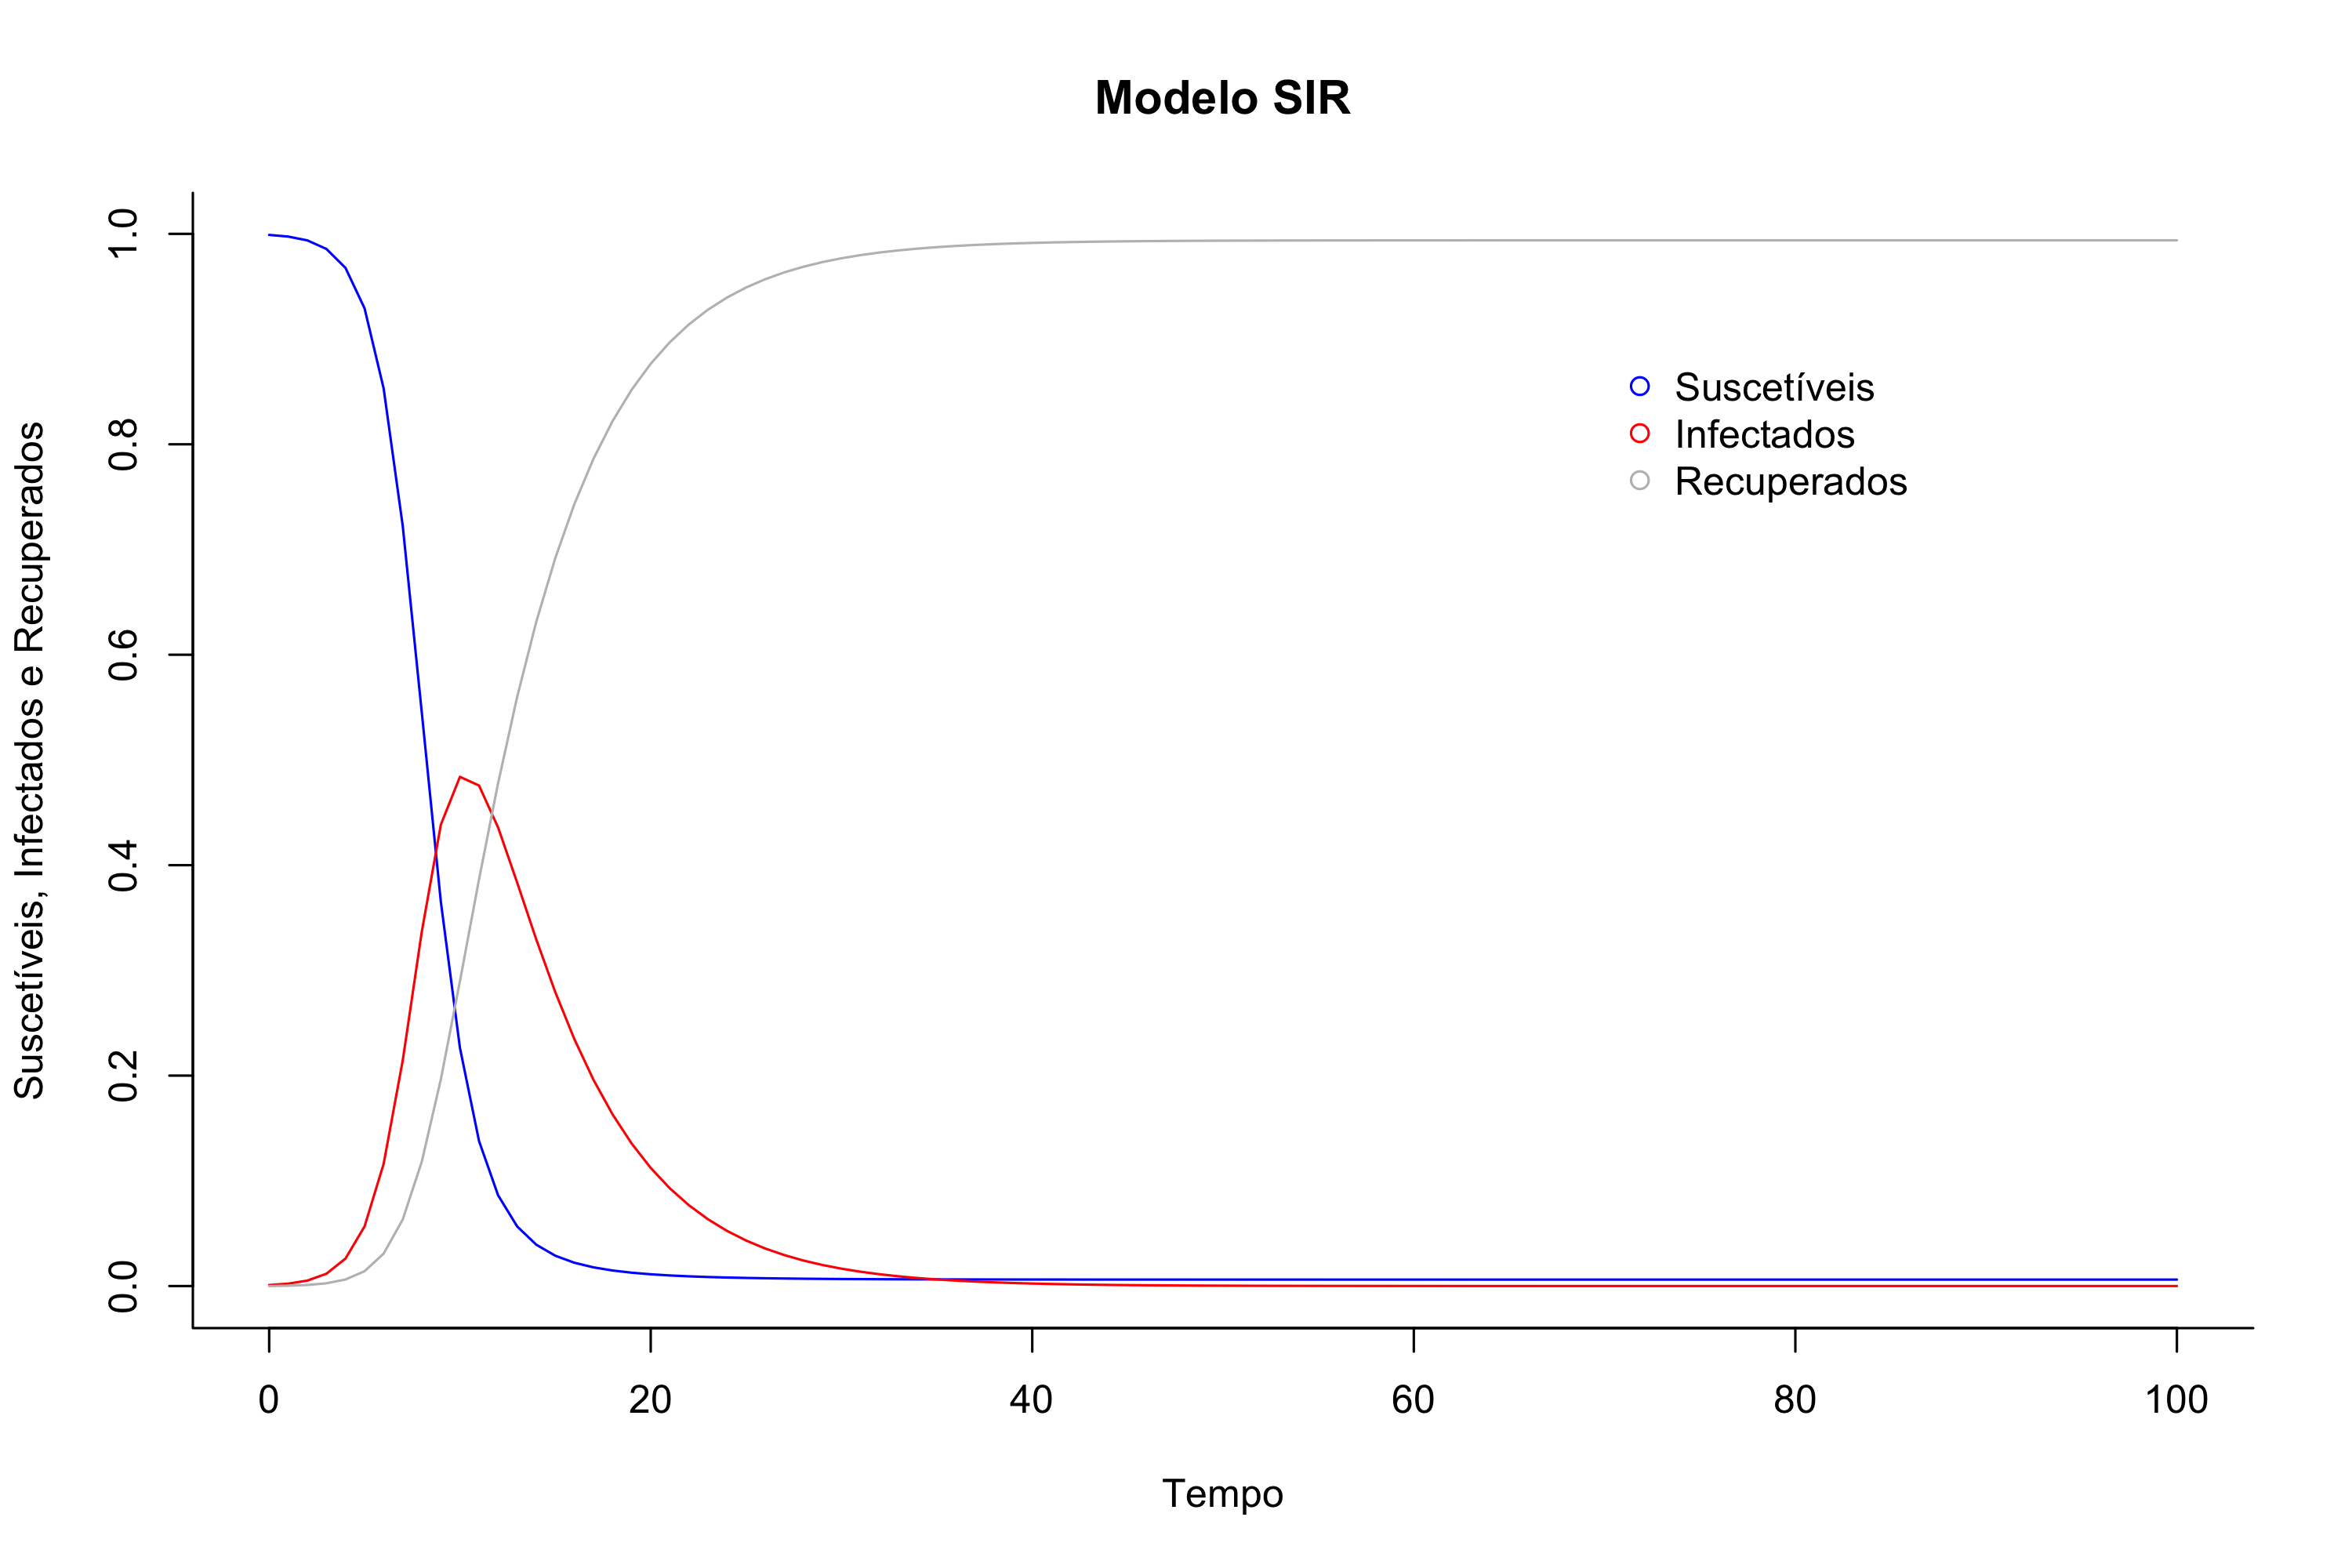 Modelo SIR
Suscetíveis, Infectados e Recuperados
1.0
0.8
0.6
0.4
0.2
0.0
Suscetíveis
Infectados
Recuperados
0 20 40 60 80 100
Tempo